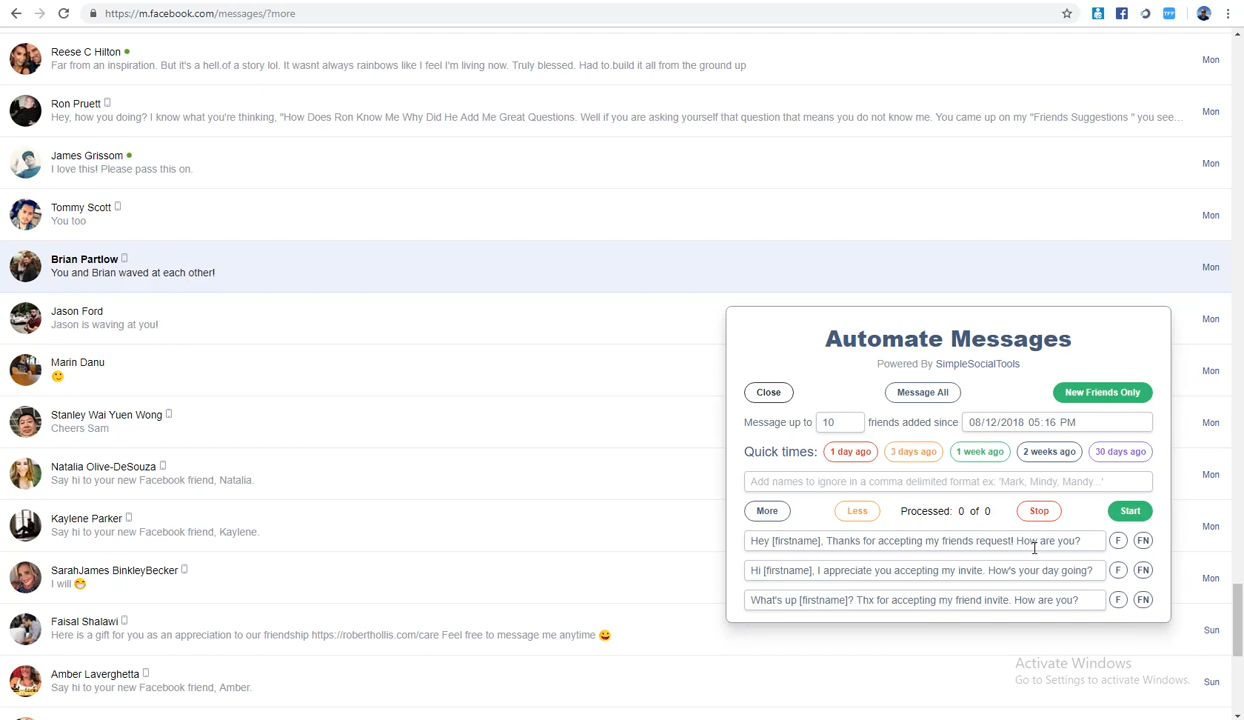 https://m.facebook.com/messages/?more
TFF
Reese C Hilton
Far from an inspiration. But it's a hell.of a story lol. It wasnt always rainbows like I feel I'm living now. Truly blessed. Had to.build it all from the ground up
Mon
Ron Pruett
Hey, how you doing? I know what you're thinking, "How Does Ron Know Me Why Did He Add Me Great Questions. Well if you are asking yourself that question that means you do not know me. You came up on my "Friends Suggestions " you see...
Mon
James Grissom
I love this! Please pass this on.
Mon
Tommy Scott
You too
Mon
Brian Partlow
You and Brian waved at each other!
Mon
Jason Ford
Jason is waving at you!
Mon
Marin Danu
Mon
Stanley Wai Yuen Wong
Cheers Sam
Mon
Natalia Olive-DeSouza
Say hi to your new Facebook friend, Natalia.
Mon
Kaylene Parker
Say hi to your new Facebook friend, Kaylene.
Mon
SarahJames BinkleyBecker
I will 😁
Mon
Faisal Shalawi
Here is a gift for you as an appreciation to our friendship https://roberthollis.com/care Feel free to message me anytime 😀
Sun
Amber Laverghetta
Say hi to your new Facebook friend, Amber.
Sun
Automate Messages
Powered By SimpleSocialTools
Close Message All New Friends Only
Message up to 10 friends added since 08/12/2018 05:16 PM
Quick times: 1 day ago 3 days ago 1 week ago 2 weeks ago 30 days ago
Add names to ignore in a comma delimited format ex: 'Mark, Mindy, Mandy...'
More Less Processed: 0 of 0 Stop Start
Hey [firstname], Thanks for accepting my friends request! How are you? F FN
Hi [firstname], I appreciate you accepting my invite. How's your day going? F FN
What's up [firstname]? Thx for accepting my friend invite. How are you? F FN
Activate Windows
Go to Settings to activate Windows.